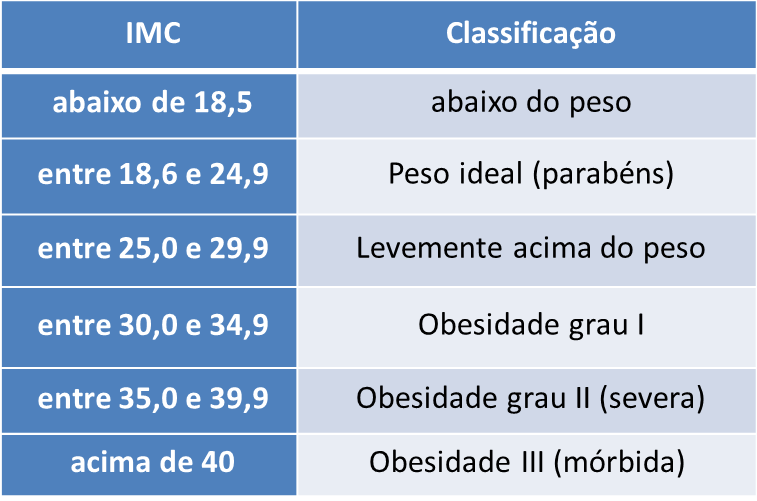 IMC Classificação
abaixo de 18,5 abaixo do peso
entre 18,6 e 24,9 Peso ideal (parabéns)
entre 25,0 e 29,9 Levemente acima do peso
entre 30,0 e 34,9 Obesidade grau I
entre 35,0 e 39,9 Obesidade grau II (severa)
acima de 40 Obesidade III (mórbida)